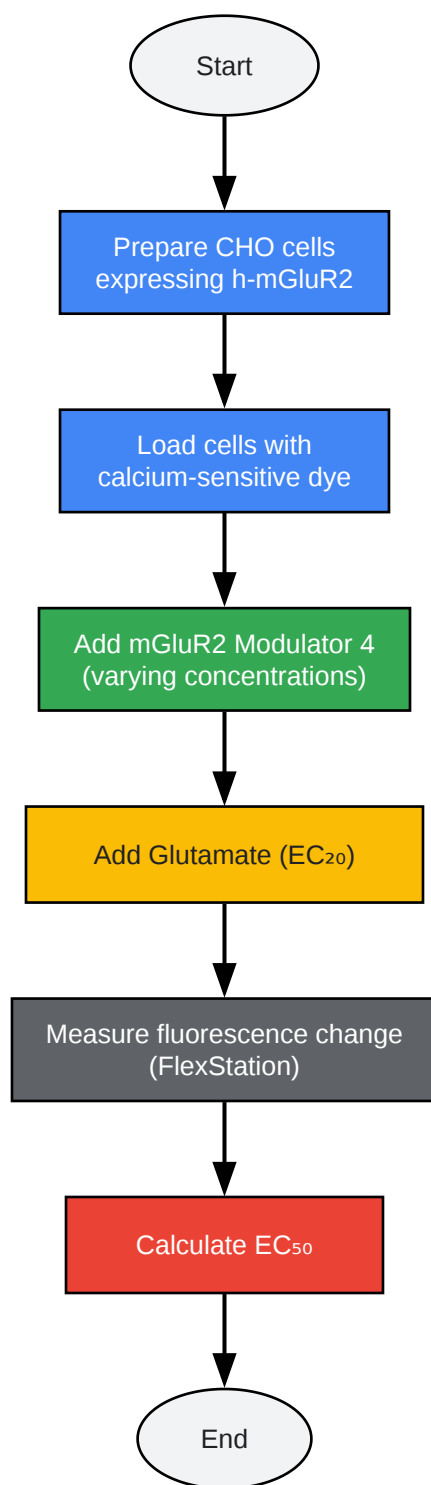 Start
Prepare CHO cells
expressing h-mGluR2
Load cells with
calcium-sensitive dye
Add mGluR2 Modulator 4
(varying concentrations)
Add Glutamate (EC₂₀)
Measure fluorescence change
(FlexStation)
Calculate EC₅₀
End